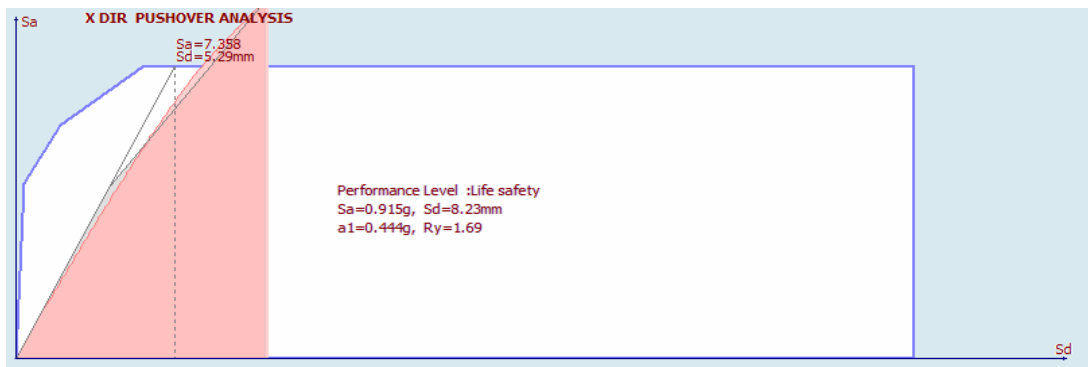 Sa
X DIR PUSHOVER ANALYSIS
Sa=7.358
Sd=5.29mm
Performance Level :Life safety
Sa=0.915g, Sd=8.23mm
a1=0.444g, Ry=1.69
Sd